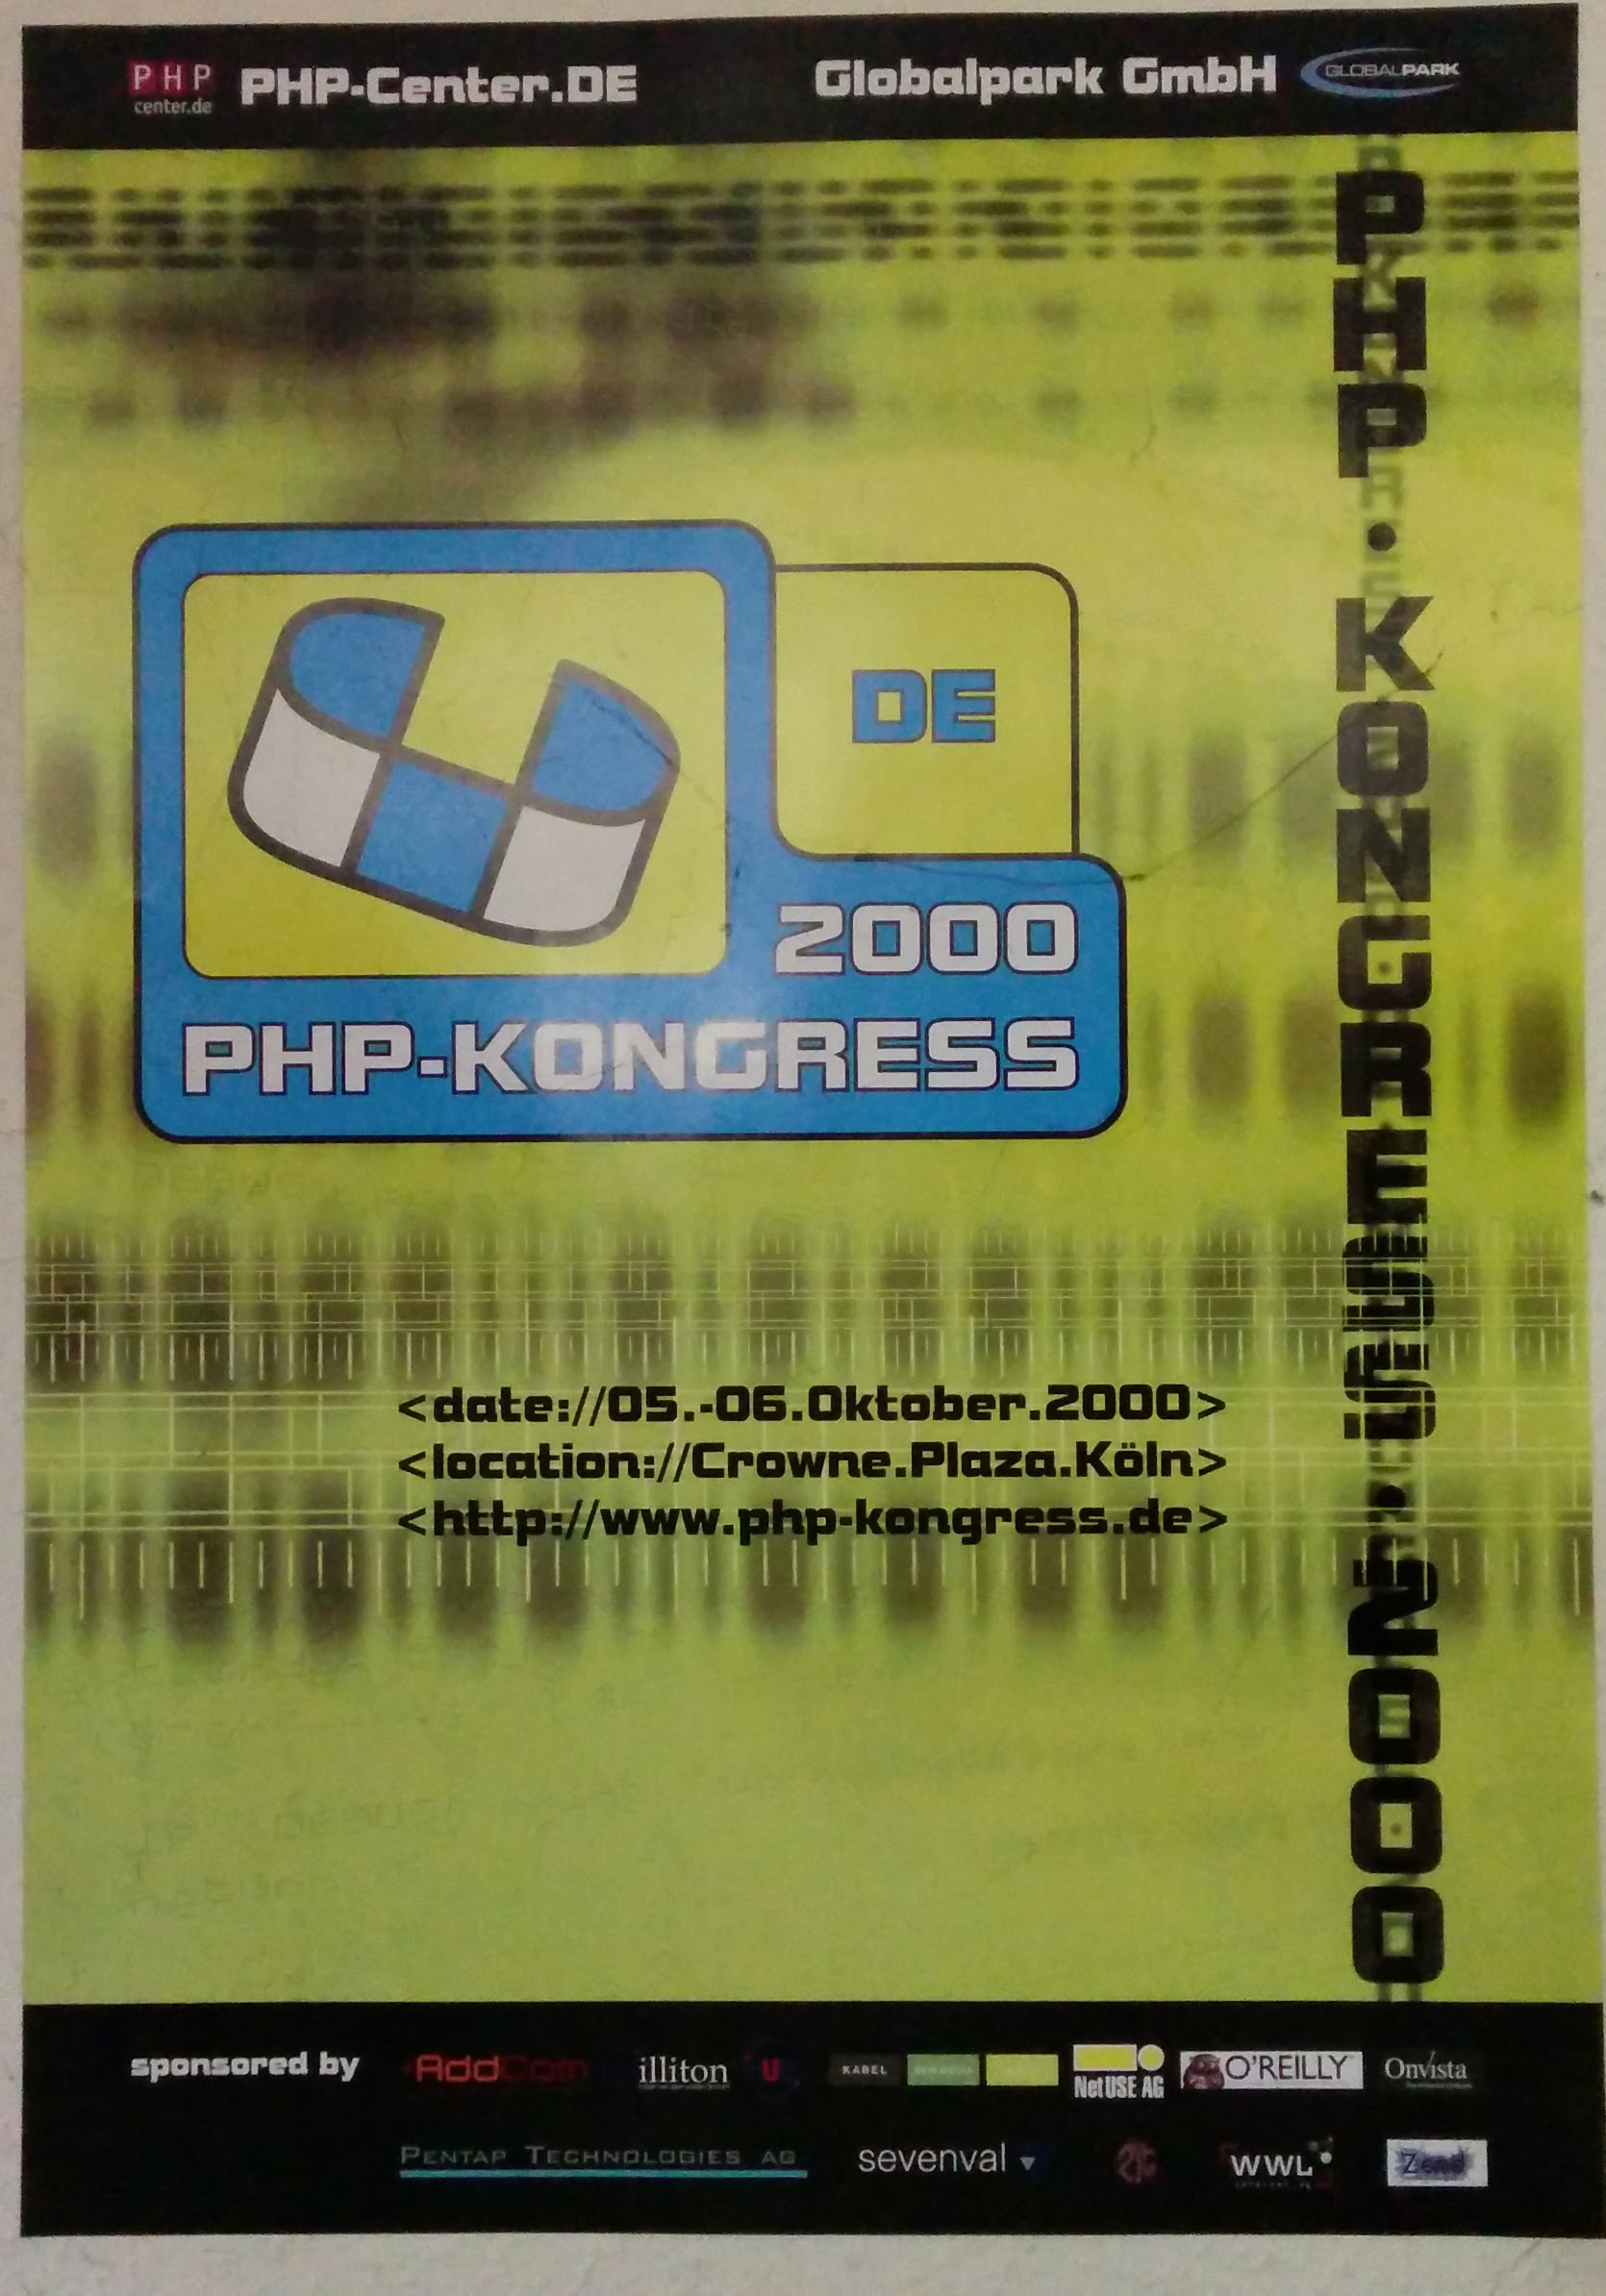 PHP
center.de
PHP-Center.DE
Globalpark GmbH
GLOBALPARK
PHP·KONGRESS·2000
DE
2000
PHP-KONGRESS
<date://05.-06.Oktober.2000>
<location://Crowne.Plaza.Köln>
<http://www.php-kongress.de>
sponsored by
AddCom
illiton
U
KABEL
NetUSE AG
O'REILLY
OnVista
PENTAP TECHNOLOGIES AG
sevenval
WWL
Zend